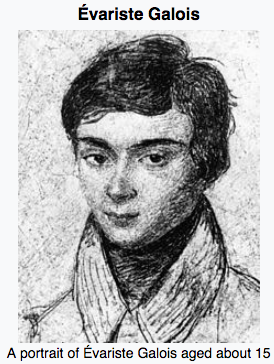 Évariste Galois
A portrait of Évariste Galois aged about 15